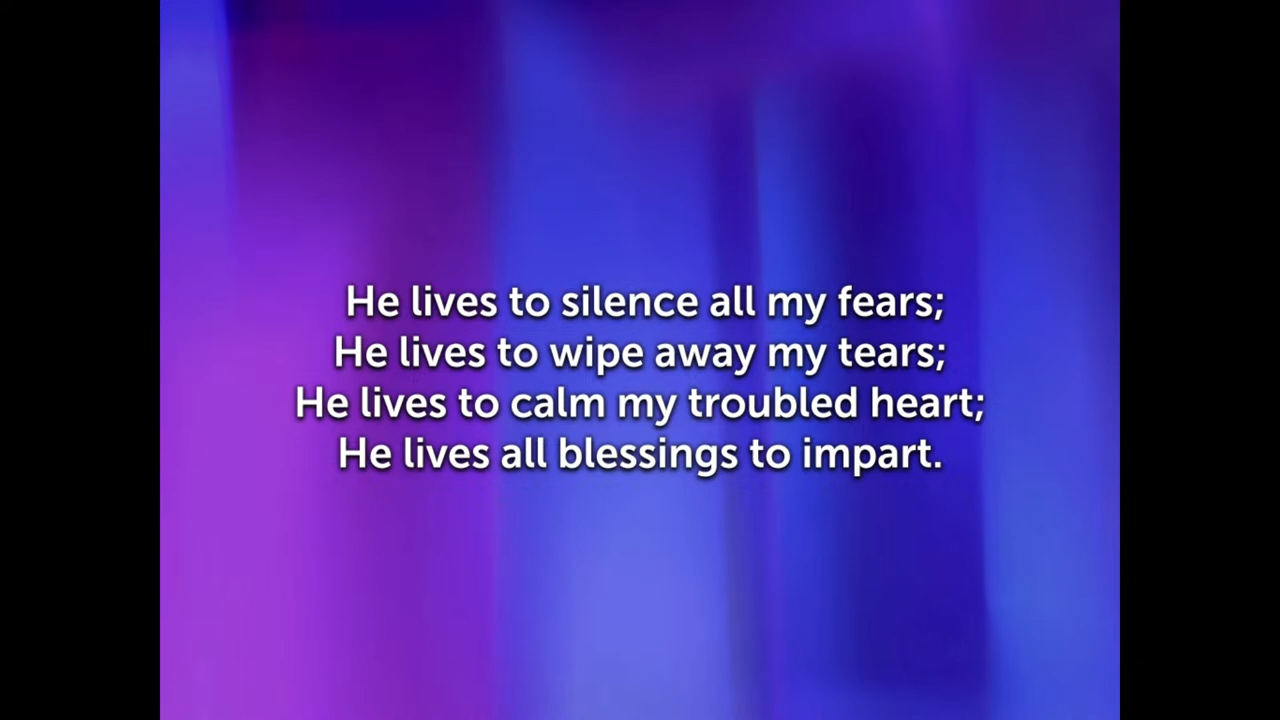 He lives to silence all my fears;
He lives to wipe away my tears;
He lives to calm my troubled heart;
He lives all blessings to impart.